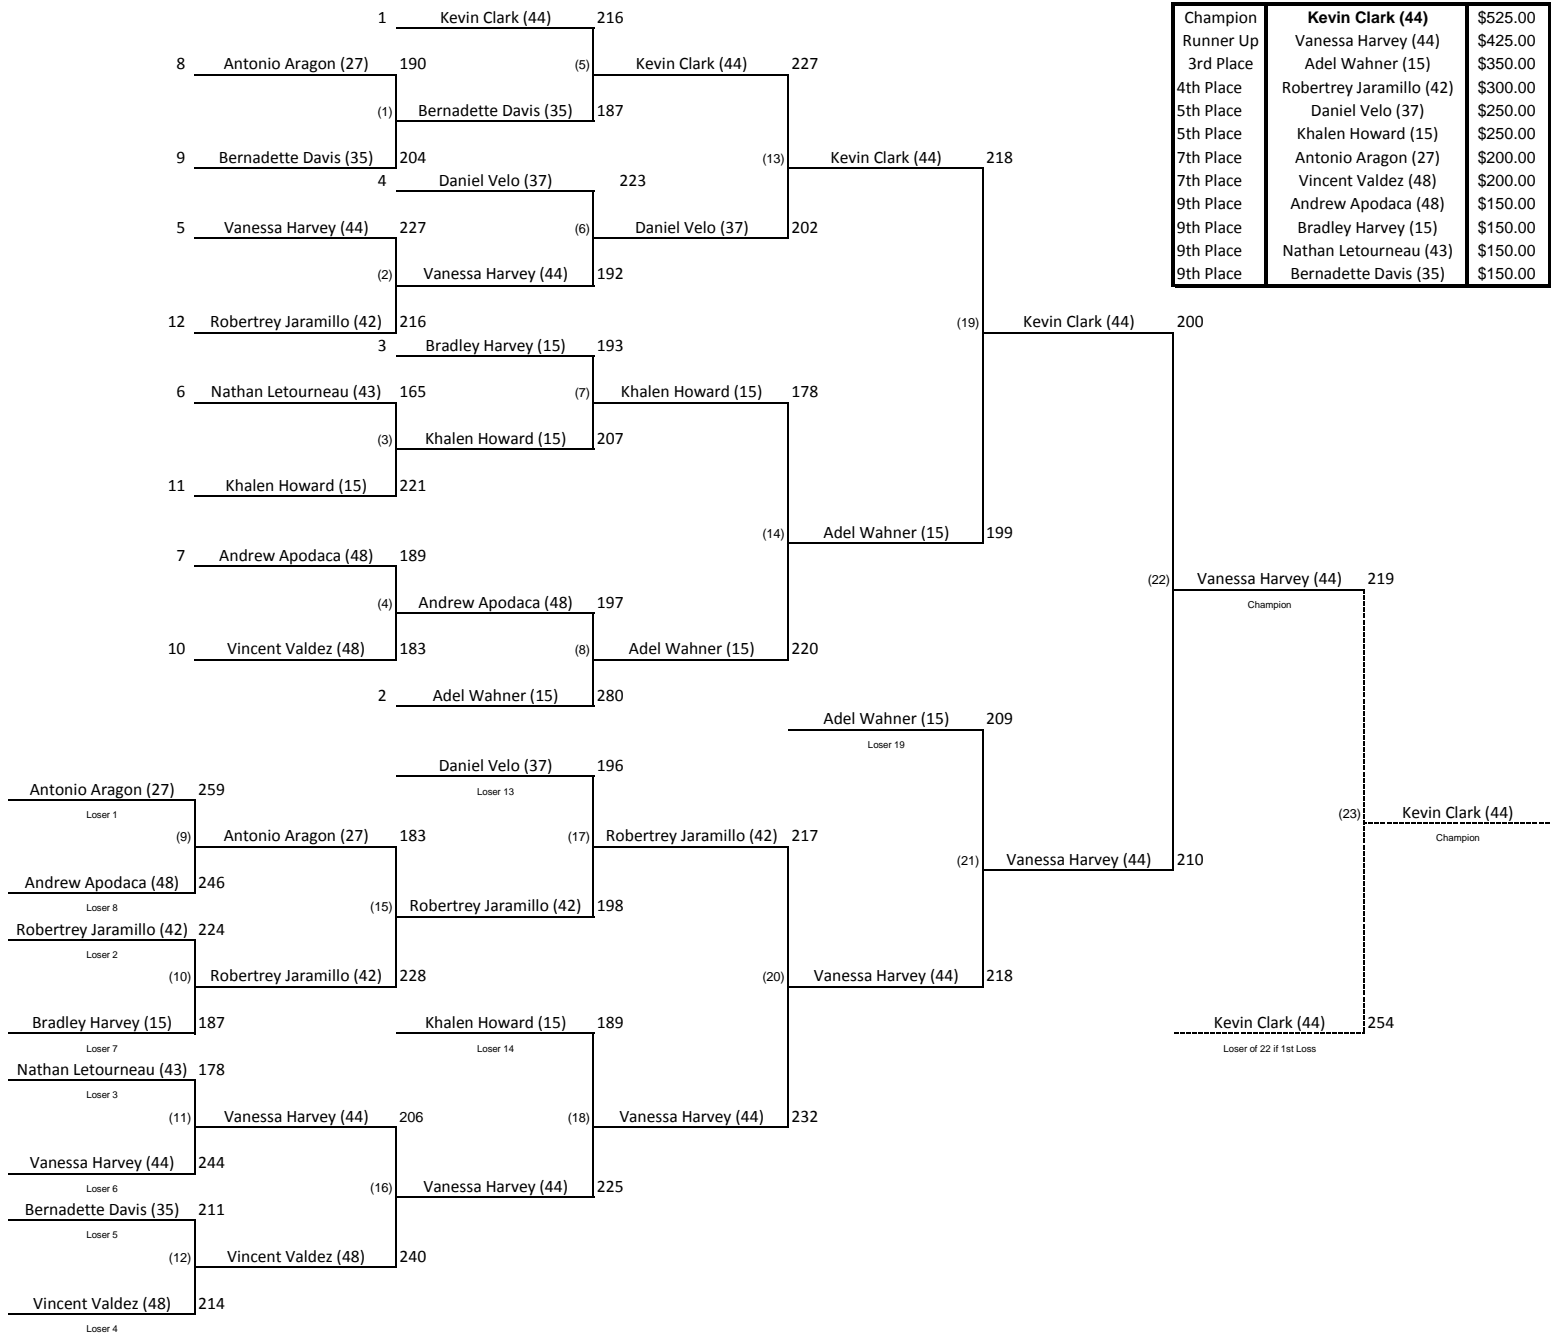 1 Kevin Clark (44) 216 Champion Kevin Clark (44) $525.00
Runner Up Vanessa Harvey (44) $425.00
8 Antonio Aragon (27) 190 (5) Kevin Clark (44) 227 3rd Place Adel Wahner (15) $350.00
4th Place Robertrey Jaramillo (42) $300.00
(1) Bernadette Davis (35) 187 5th Place Daniel Velo (37) $250.00
5th Place Khalen Howard (15) $250.00
9 Bernadette Davis (35) 204 (13) Kevin Clark (44) 218 7th Place Antonio Aragon (27) $200.00
4 Daniel Velo (37) 223 7th Place Vincent Valdez (48) $200.00
9th Place Andrew Apodaca (48) $150.00
5 Vanessa Harvey (44) 227 (6) Daniel Velo (37) 202 9th Place Bradley Harvey (15) $150.00
9th Place Nathan Letourneau (43) $150.00
(2) Vanessa Harvey (44) 192 9th Place Bernadette Davis (35) $150.00
12 Robertrey Jaramillo (42) 216 (19) Kevin Clark (44) 200
3 Bradley Harvey (15) 193
6 Nathan Letourneau (43) 165 (7) Khalen Howard (15) 178
(3) Khalen Howard (15) 207
11 Khalen Howard (15) 221
(14) Adel Wahner (15) 199
7 Andrew Apodaca (48) 189
(22) Vanessa Harvey (44) 219
(4) Andrew Apodaca (48) 197 Champion
10 Vincent Valdez (48) 183 (8) Adel Wahner (15) 220
2 Adel Wahner (15) 280
Adel Wahner (15) 209
Loser 19
Daniel Velo (37) 196
Antonio Aragon (27) 259 Loser 13
Loser 1 (23) Kevin Clark (44)
(9) Antonio Aragon (27) 183 (17) Robertrey Jaramillo (42) 217 Champion
(21) Vanessa Harvey (44) 210
Andrew Apodaca (48) 246
Loser 8 (15) Robertrey Jaramillo (42) 198
Robertrey Jaramillo (42) 224
Loser 2
(10) Robertrey Jaramillo (42) 228 (20) Vanessa Harvey (44) 218
Bradley Harvey (15) 187 Khalen Howard (15) 189 Kevin Clark (44) 254
Loser 7 Loser 14 Loser of 22 if 1st Loss
Nathan Letourneau (43) 178
Loser 3
(11) Vanessa Harvey (44) 206 (18) Vanessa Harvey (44) 232
Vanessa Harvey (44) 244
Loser 6 (16) Vanessa Harvey (44) 225
Bernadette Davis (35) 211
Loser 5
(12) Vincent Valdez (48) 240
Vincent Valdez (48) 214
Loser 4